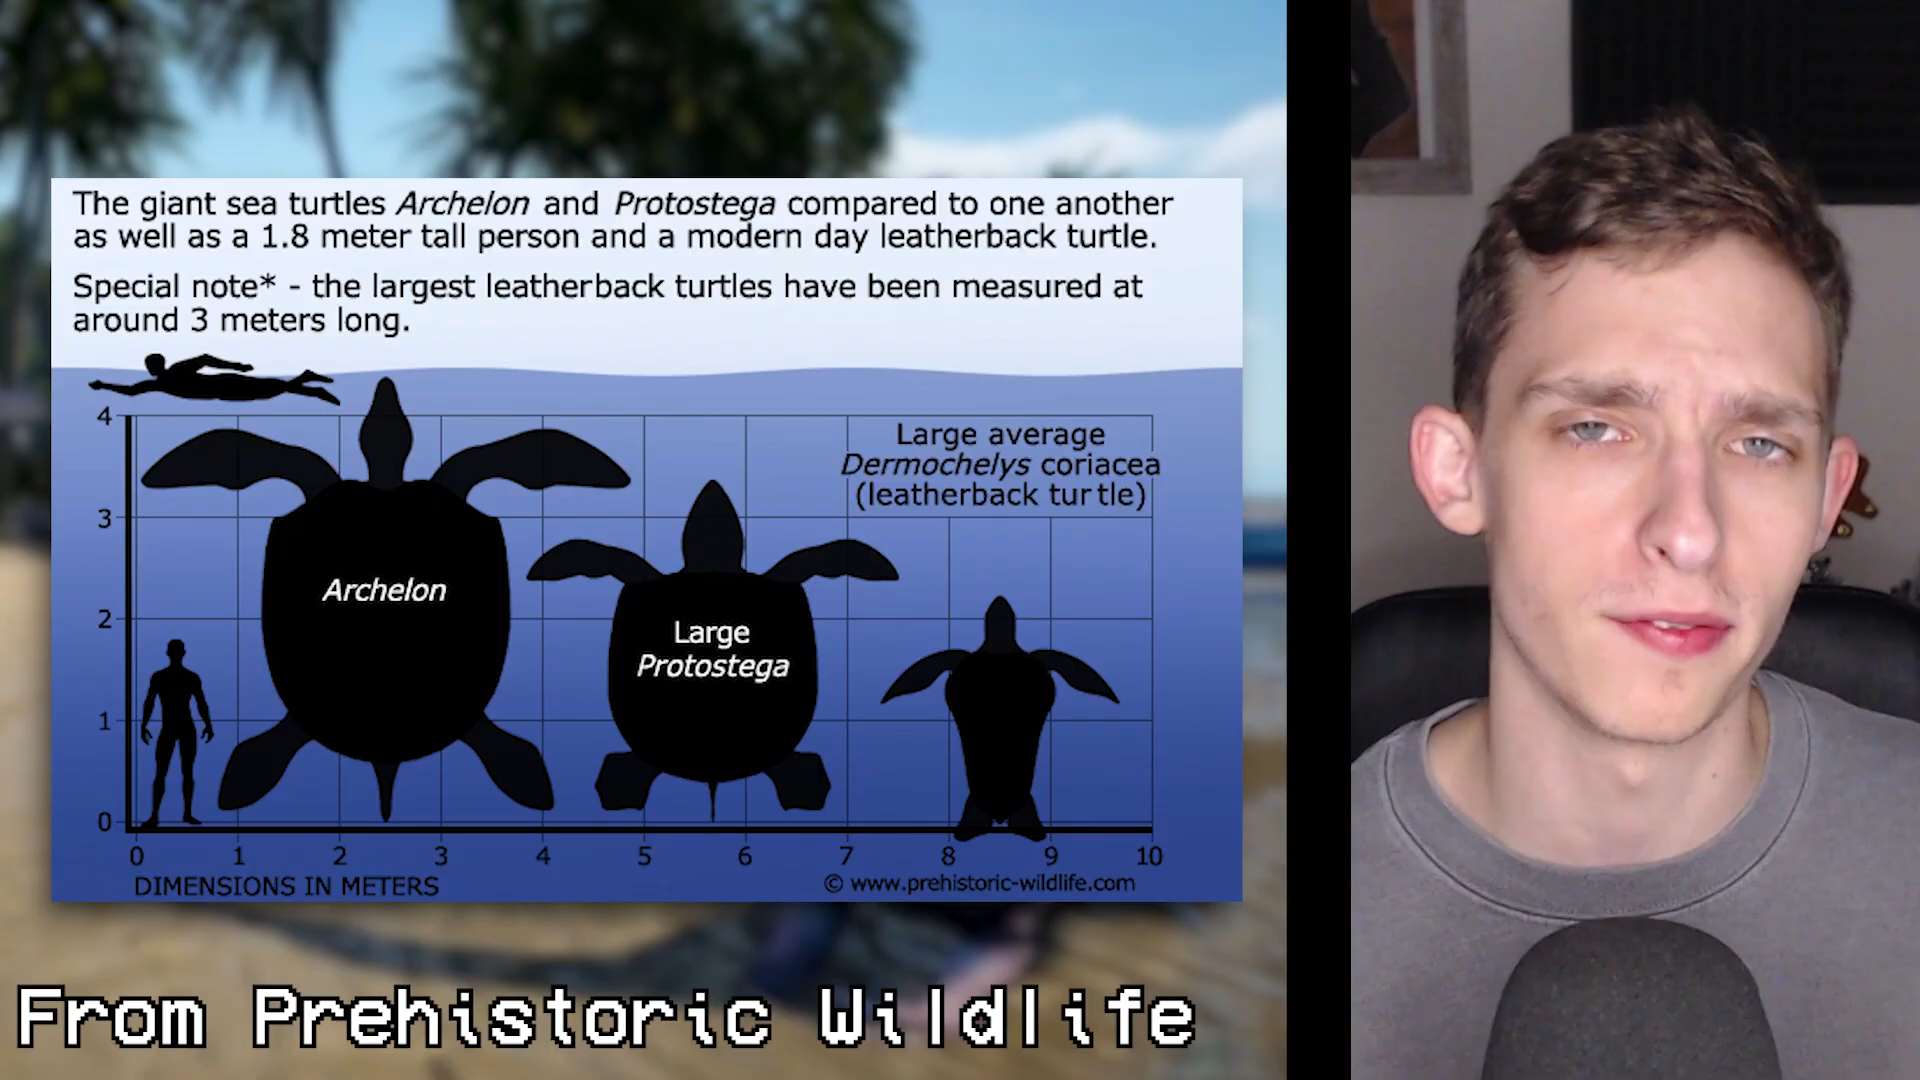 The giant sea turtles Archelon and Protostega compared to one another
as well as a 1.8 meter tall person and a modern day leatherback turtle.
Special note* - the largest leatherback turtles have been measured at
around 3 meters long.
4
3
2
1
0
Large average
Dermochelys coriacea
(leatherback turtle)
Archelon
Large
Protostega
0 1 2 3 4 5 6 7 8 9 10
DIMENSIONS IN METERS
© www.prehistoric-wildlife.com
From Prehistoric Wildlife